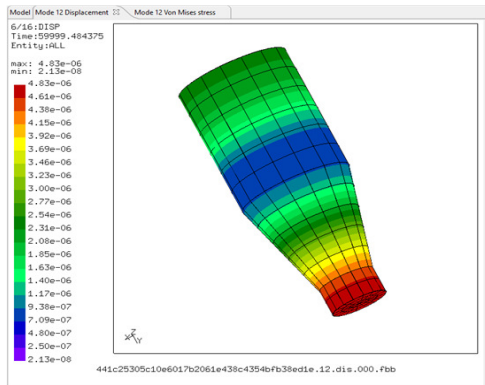 Model Mode 12 Displacement Mode 12 Von Mises stress
6/16:DISP
Time:59999.484375
Entity:ALL
max: 4.83e-06
min: 2.13e-08
4.83e-06
4.61e-06
4.38e-06
4.15e-06
3.92e-06
3.69e-06
3.46e-06
3.23e-06
3.00e-06
2.77e-06
2.54e-06
2.31e-06
2.08e-06
1.85e-06
1.63e-06
1.40e-06
1.17e-06
9.38e-07
7.09e-07
4.80e-07
2.50e-07
2.13e-08
Z
X Y
441c25305c10e6017b2061e438c4354bfb38ed1e.12.dis.000.fbb